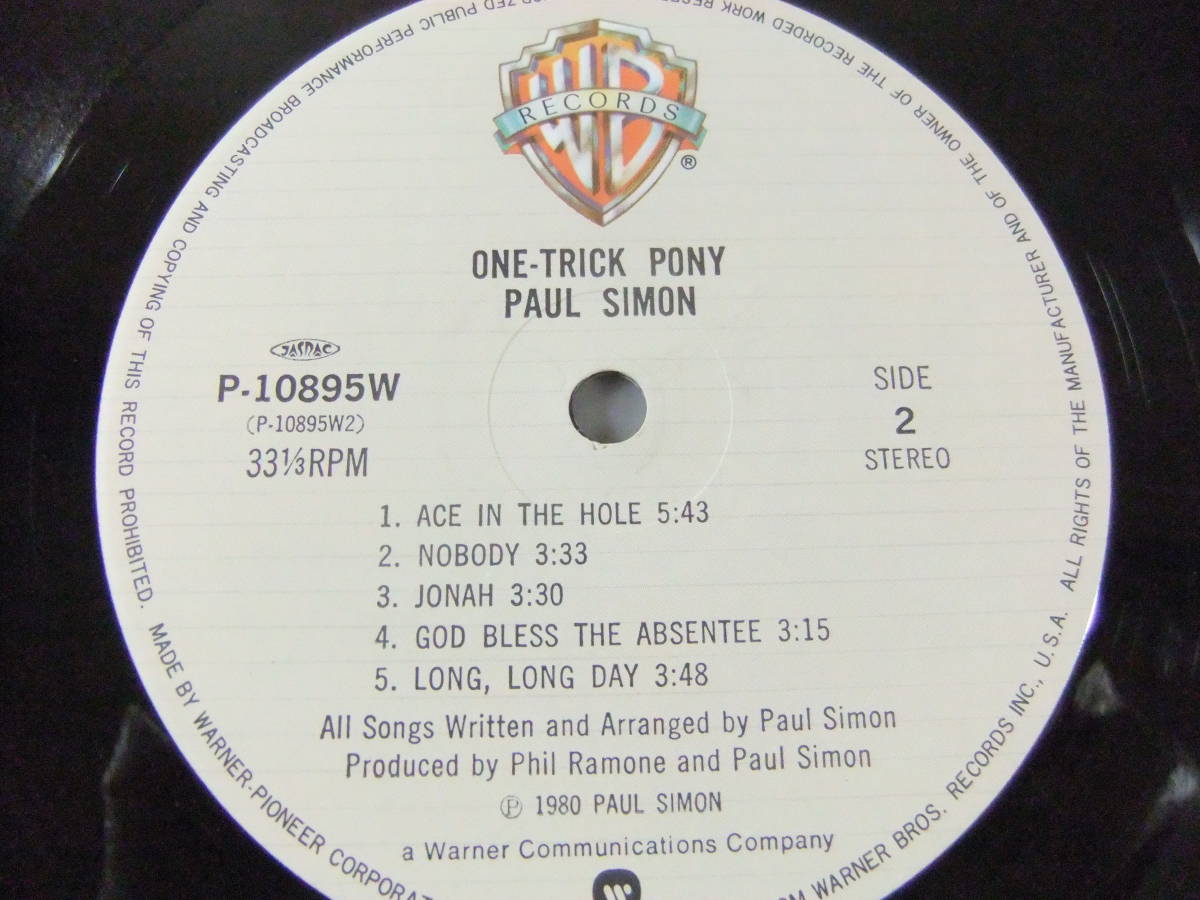 WB
RECORDS
®
ONE-TRICK PONY
PAUL SIMON
JASRAC
P-10895W
(P-10895W2)
33⅓RPM
SIDE
2
STEREO
1. ACE IN THE HOLE 5:43
2. NOBODY 3:33
3. JONAH 3:30
4. GOD BLESS THE ABSENTEE 3:15
5. LONG, LONG DAY 3:48
All Songs Written and Arranged by Paul Simon
Produced by Phil Ramone and Paul Simon
Ⓟ 1980 PAUL SIMON
a Warner Communications Company
MADE BY WARNER-PIONEER CORPORAT
WARNER BROS. RECORDS INC., U.S.A. ALL RIGHTS OF THE MANUFACTURER AND OF THE OWNER OF THE RECORDED WORK
PUBLIC PERFORMANCE BROADCASTING AND COPYING OF THIS RECORD PROHIBITED.